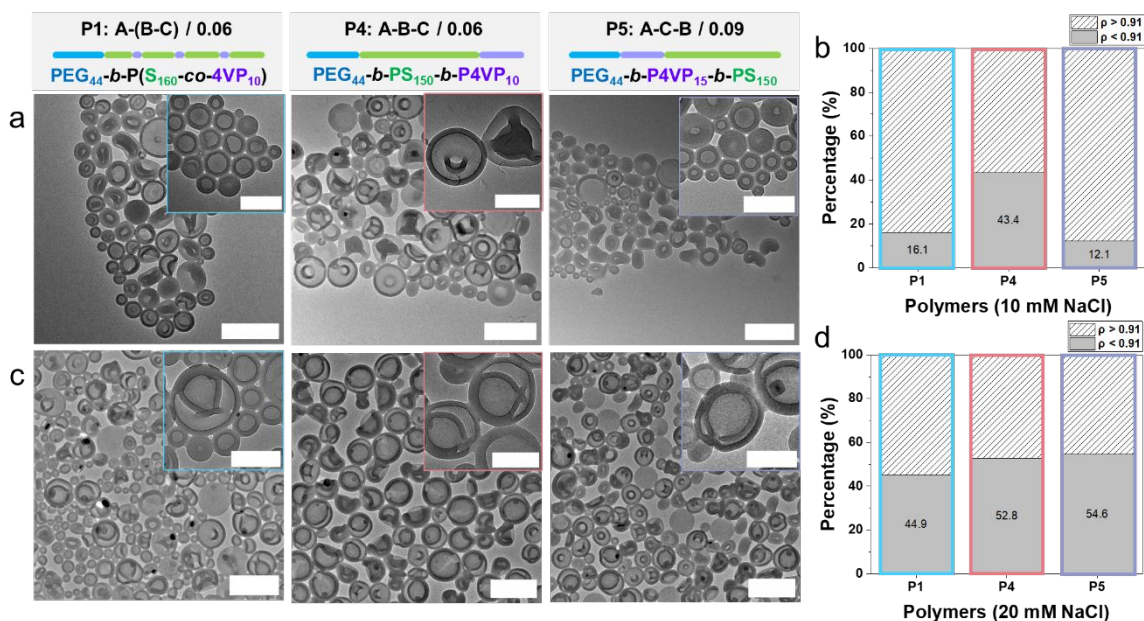 P1: A-(B-C) / 0.06
PEG44-b-P(S160-co-4VP10)
P4: A-B-C / 0.06
PEG44-b-PS150-b-P4VP10
P5: A-C-B / 0.09
PEG44-b-P4VP15-b-PS150
a
c
b
ρ > 0.91
ρ < 0.91
Percentage (%)
100
80
60
40
20
0
16.1
43.4
12.1
P1 P4 P5
Polymers (10 mM NaCl)
d
ρ > 0.91
ρ < 0.91
Percentage (%)
100
80
60
40
20
0
44.9
52.8
54.6
P1 P4 P5
Polymers (20 mM NaCl)